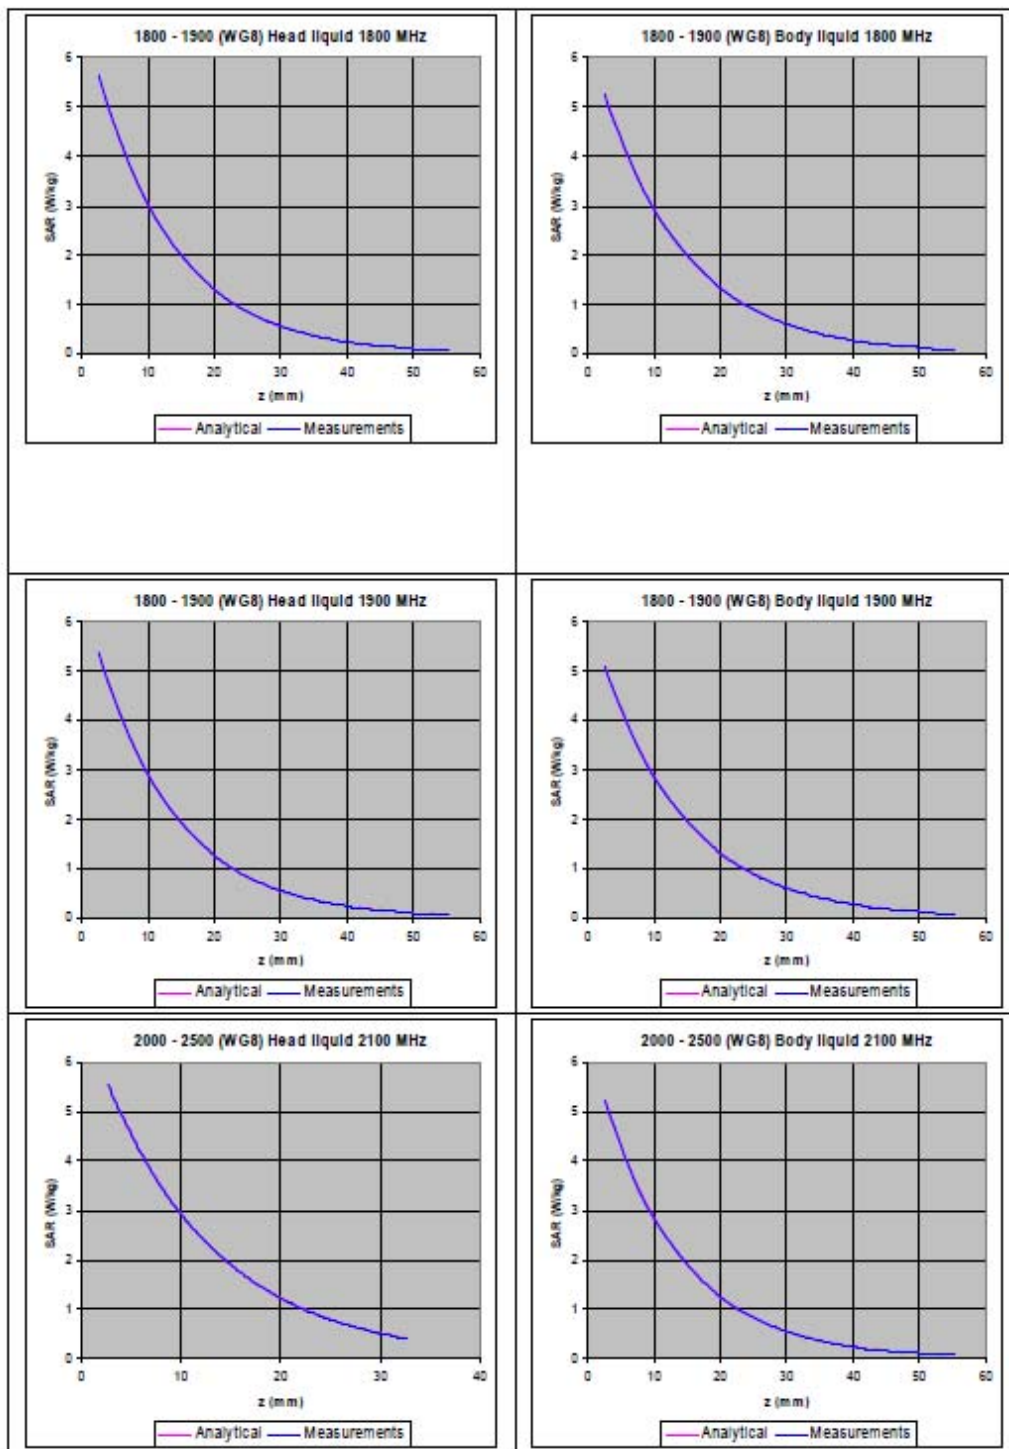 1800 - 1900 (WG8) Head liquid 1800 MHz
6
5
4
3
2
1
0
SAR (W/kg)
0 10 20 30 40 50 60
z (mm)
Analytical Measurements
1800 - 1900 (WG8) Body liquid 1800 MHz
6
5
4
3
2
1
0
SAR (W/kg)
0 10 20 30 40 50 60
z (mm)
Analytical Measurements
1800 - 1900 (WG8) Head liquid 1900 MHz
6
5
4
3
2
1
0
SAR (W/kg)
0 10 20 30 40 50 60
z (mm)
Analytical Measurements
1800 - 1900 (WG8) Body liquid 1900 MHz
6
5
4
3
2
1
0
SAR (W/kg)
0 10 20 30 40 50 60
z (mm)
Analytical Measurements
2000 - 2500 (WG8) Head liquid 2100 MHz
6
5
4
3
2
1
0
SAR (W/kg)
0 10 20 30 40
z (mm)
Analytical Measurements
2000 - 2500 (WG8) Body liquid 2100 MHz
6
5
4
3
2
1
0
SAR (W/kg)
0 10 20 30 40 50 60
z (mm)
Analytical Measurements